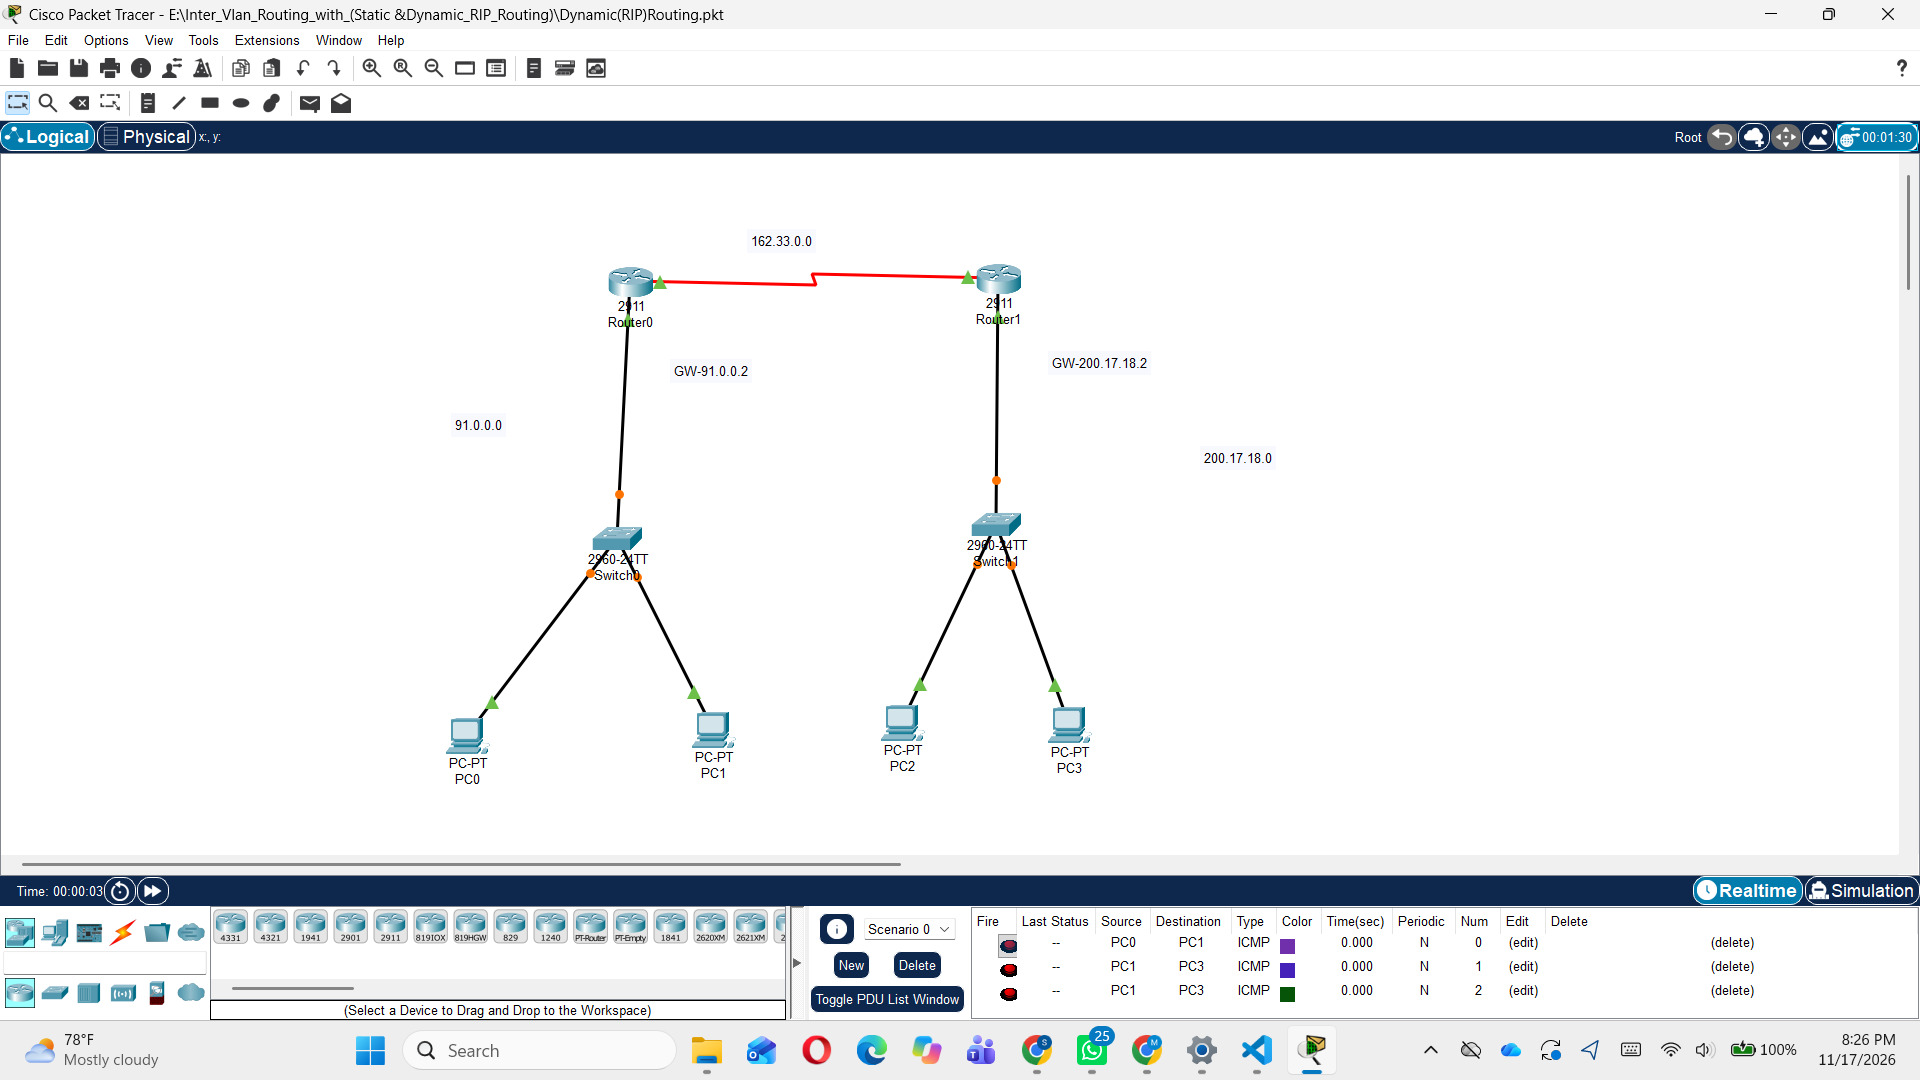 Cisco Packet Tracer - E:\Inter_Vlan_Routing_with_(Static &Dynamic_RIP_Routing)\Dynamic(RIP)Routing.pkt
File Edit Options View Tools Extensions Window Help
?
Logical Physical x:, y: Root 00:01:30
162.33.0.0
2911
Router0
2911
Router1
GW-91.0.0.2
GW-200.17.18.2
91.0.0.0
200.17.18.0
2960-24TT
Switch0
2960-24TT
Switch1
PC-PT
PC0
PC-PT
PC1
PC-PT
PC2
PC-PT
PC3
Time: 00:00:03 Realtime Simulation
4331 4321 1941 2901 2911 819IOX 819HGW 829 1240 PT-Router PT-Empty 1841 2620XM 2621XM 2
(Select a Device to Drag and Drop to the Workspace)
Scenario 0
New Delete
Toggle PDU List Window
Fire Last Status Source Destination Type Color Time(sec) Periodic Num Edit Delete
-- PC0 PC1 ICMP 0.000 N 0 (edit) (delete)
-- PC1 PC3 ICMP 0.000 N 1 (edit) (delete)
-- PC1 PC3 ICMP 0.000 N 2 (edit) (delete)
78°F
Mostly cloudy
Search
S
25
M
100%
8:26 PM
11/17/2026